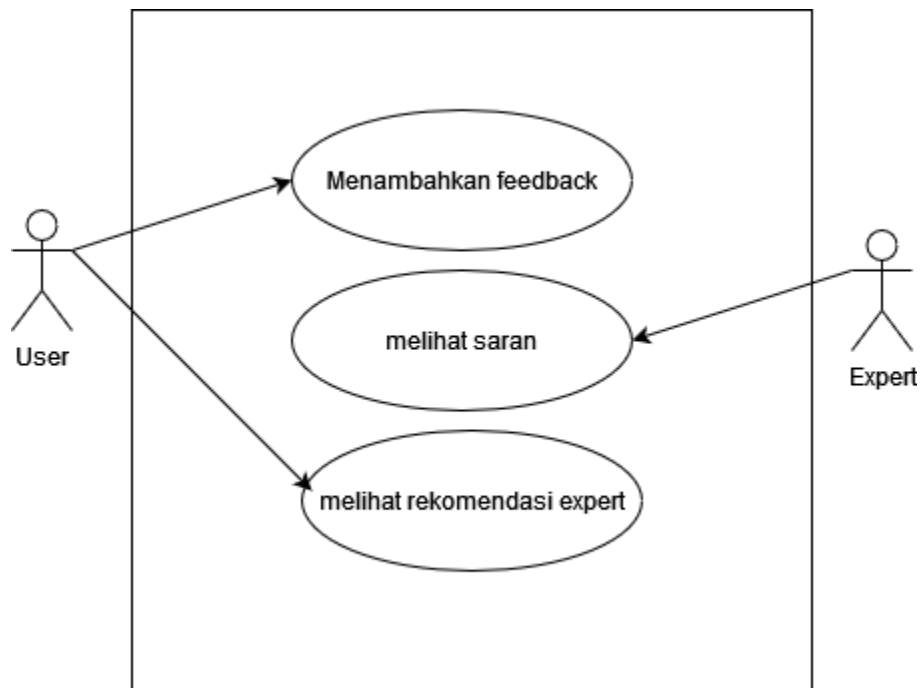 Menambahkan feedback
melihat saran
User
Expert
melihat rekomendasi expert